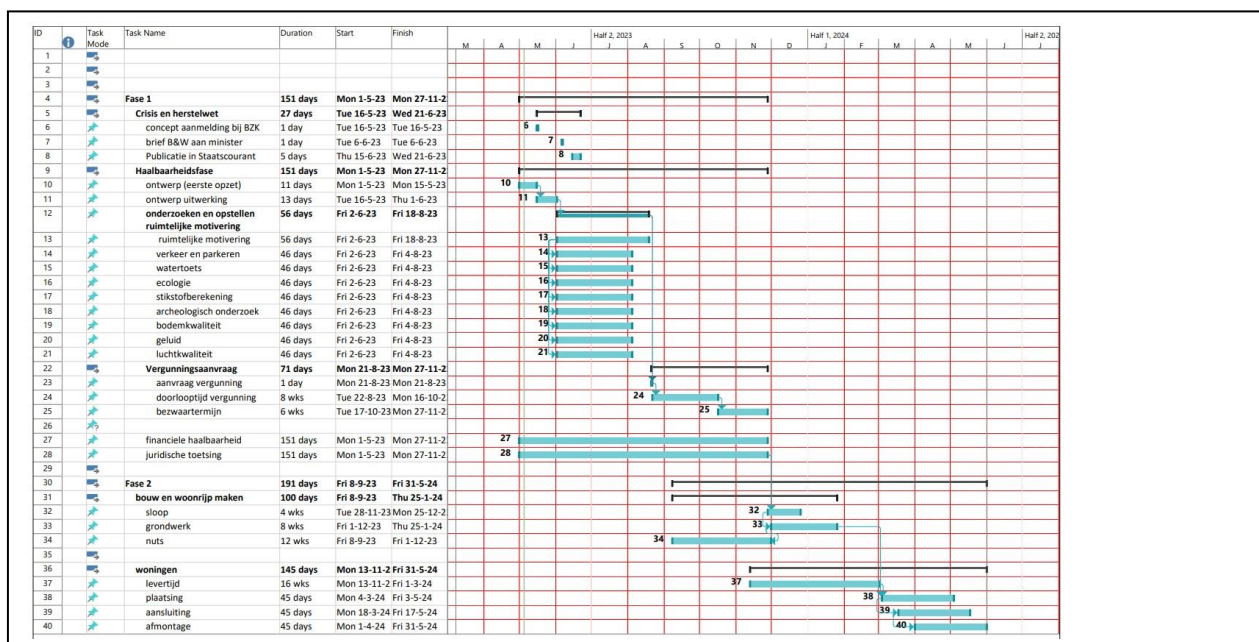 ID Task Mode Task Name Duration Start Finish M A M J Half 2, 2023 J A S O N D Half 1, 2024 J F M A M Half 2, 202 J
1
2
3
4 Fase 1 151 days Mon 1-5-23 Mon 27-11-2
5 Crisis en herstelwet 27 days Tue 16-5-23 Wed 21-6-23
6 concept aanmelding bij BZK 1 day Tue 16-5-23 Tue 16-5-23 6
7 brief B&W aan minister 1 day Tue 6-6-23 Tue 6-6-23 7
8 Publicatie in Staatscourant 5 days Thu 15-6-23 Wed 21-6-23 8
9 Haalbaarheidsfase 151 days Mon 1-5-23 Mon 27-11-2
10 ontwerp (eerste opzet) 11 days Mon 1-5-23 Mon 15-5-23 10
11 ontwerp uitwerking 13 days Tue 16-5-23 Thu 1-6-23 11
12 onderzoeken en opstellen 56 days Fri 2-6-23 Fri 18-8-23
ruimtelijke motivering
13 ruimtelijke motivering 56 days Fri 2-6-23 Fri 18-8-23 13
14 verkeer en parkeren 46 days Fri 2-6-23 Fri 4-8-23 14
15 watertoets 46 days Fri 2-6-23 Fri 4-8-23 15
16 ecologie 46 days Fri 2-6-23 Fri 4-8-23 16
17 stikstofberekening 46 days Fri 2-6-23 Fri 4-8-23 17
18 archeologisch onderzoek 46 days Fri 2-6-23 Fri 4-8-23 18
19 bodemkwaliteit 46 days Fri 2-6-23 Fri 4-8-23 19
20 geluid 46 days Fri 2-6-23 Fri 4-8-23 20
21 luchtkwaliteit 46 days Fri 2-6-23 Fri 4-8-23 21
22 Vergunningsaanvraag 71 days Mon 21-8-23 Mon 27-11-2
23 aanvraag vergunning 1 day Mon 21-8-23 Mon 21-8-23
24 doorlooptijd vergunning 8 wks Tue 22-8-23 Mon 16-10-2 24
25 bezwaartermijn 6 wks Tue 17-10-23 Mon 27-11-2 25
26
27 financiele haalbaarheid 151 days Mon 1-5-23 Mon 27-11-2 27
28 juridische toetsing 151 days Mon 1-5-23 Mon 27-11-2 28
29
30 Fase 2 191 days Fri 8-9-23 Fri 31-5-24
31 bouw en woonrijp maken 100 days Fri 8-9-23 Thu 25-1-24
32 sloop 4 wks Tue 28-11-23 Mon 25-12-2 32
33 grondwerk 8 wks Fri 1-12-23 Thu 25-1-24 33
34 nuts 12 wks Fri 8-9-23 Fri 1-12-23 34
35
36 woningen 145 days Mon 13-11-2 Fri 31-5-24
37 levertijd 16 wks Mon 13-11-2 Fri 1-3-24 37
38 plaatsing 45 days Mon 4-3-24 Fri 3-5-24 38
39 aansluiting 45 days Mon 18-3-24 Fri 17-5-24 39
40 afmontage 45 days Mon 1-4-24 Fri 31-5-24 40